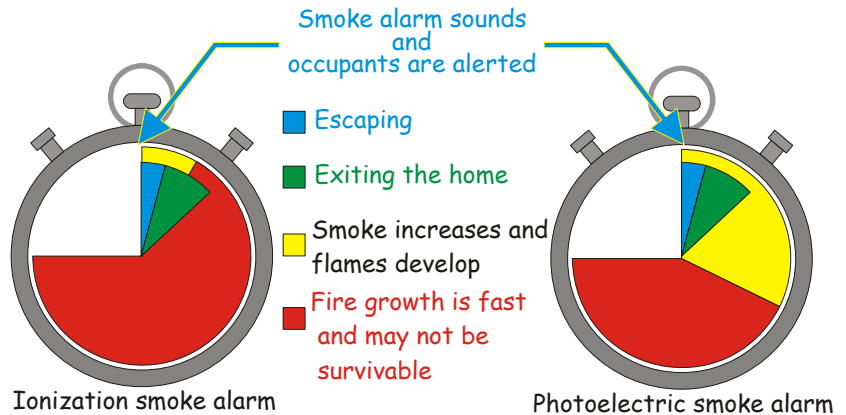 Smoke alarm sounds
and
occupants are alerted
Escaping
Exiting the home
Smoke increases and
flames develop
Fire growth is fast
and may not be
survivable
Ionization smoke alarm
Photoelectric smoke alarm